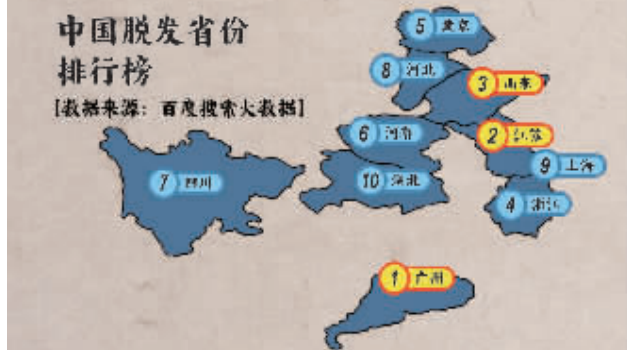 中国脱发省份
排行榜
[数据来源：百度搜索大数据]
5 北京
8 河北
3 山东
6 河南
2 江苏
9 上海
7 四川
10 湖北
4 浙江
1 广州